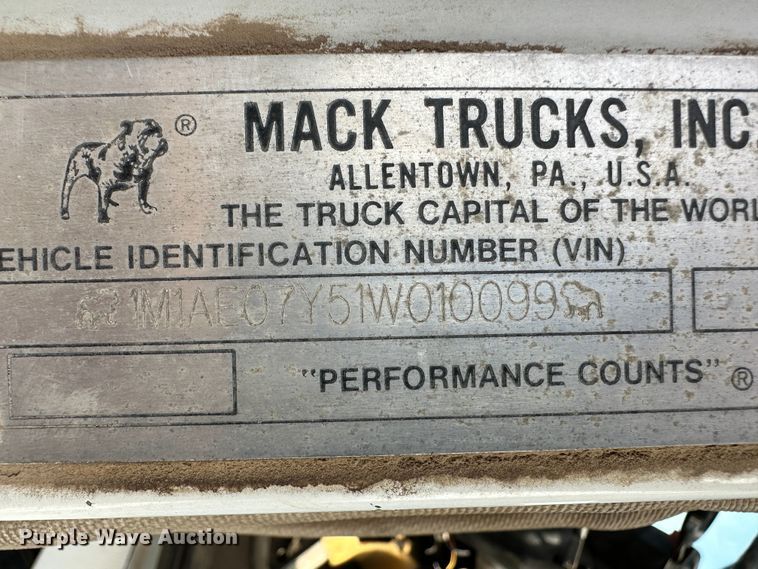 ®
MACK TRUCKS, INC.
ALLENTOWN, PA., U.S.A.
THE TRUCK CAPITAL OF THE WORL
EHICLE IDENTIFICATION NUMBER (VIN)
1M1AE07Y51W010099
"PERFORMANCE COUNTS" ®
Purple Wave Auction